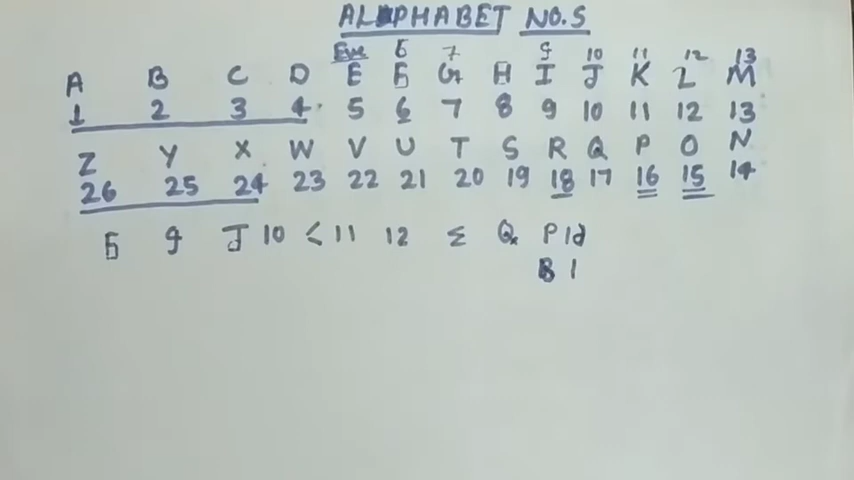 ALPHABET NO.S
Eve 6 7 9 10 11 12 13
A B C D E F G H I J K L M
1 2 3 4 5 6 7 8 9 10 11 12 13
Z Y X W V U T S R Q P O N
26 25 24 23 22 21 20 19 18 17 16 15 14
J 10 < 11 12 Σ Q P 1d
B 1